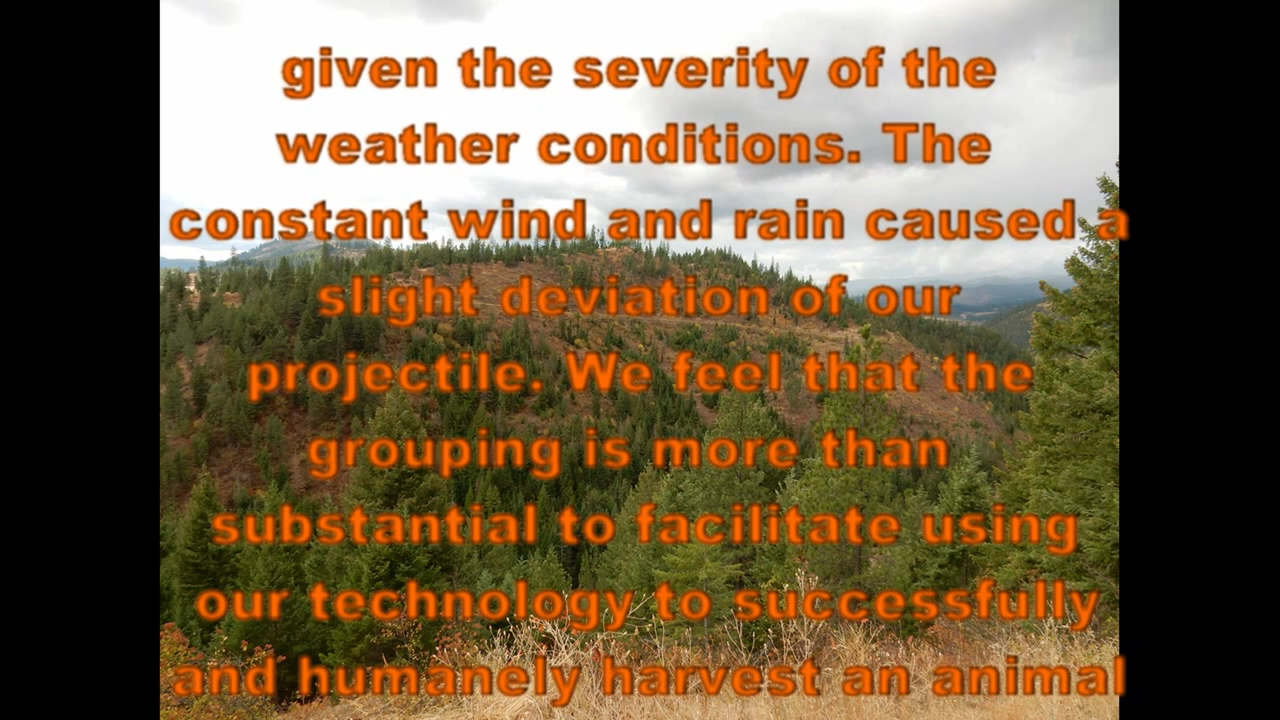 given the severity of the
weather conditions. The
constant wind and rain caused a
slight deviation of our
projectile. We feel that the
grouping is more than
substantial to facilitate using
our technology to successfully
and humanely harvest an animal